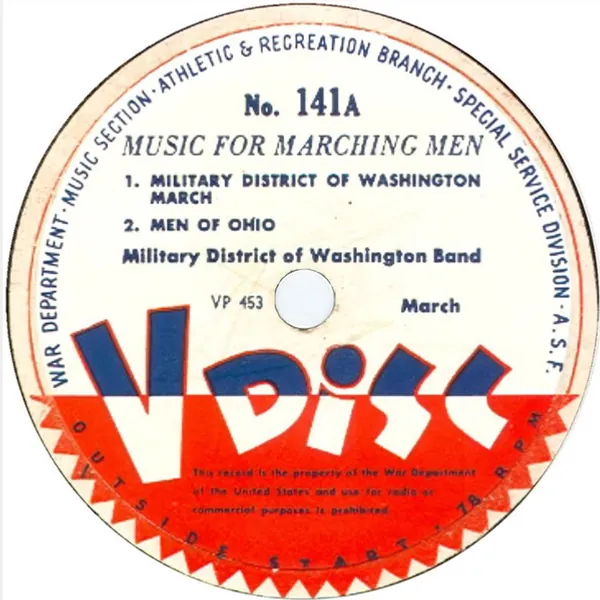 WAR DEPARTMENT · MUSIC SECTION · ATHLETIC & RECREATION BRANCH · SPECIAL SERVICE DIVISION · A.S.F.
No. 141A
MUSIC FOR MARCHING MEN
1. MILITARY DISTRICT OF WASHINGTON
MARCH
2. MEN OF OHIO
Military District of Washington Band
VP 453 March
V DiSC
This record is the property of the War Department
of the United States and use for radio or
commercial purposes is prohibited.
OUTSIDE START · 78 RPM